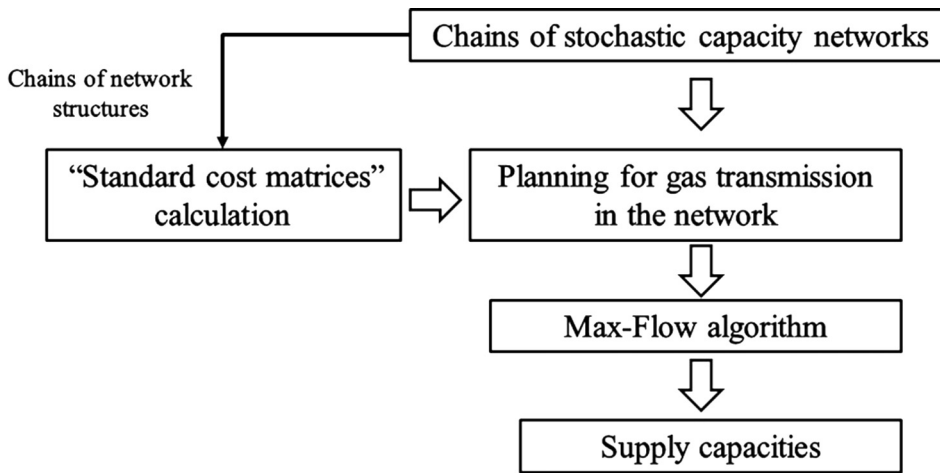 Chains of stochastic capacity networks
Chains of network
structures
“Standard cost matrices”
calculation
Planning for gas transmission
in the network
Max-Flow algorithm
Supply capacities